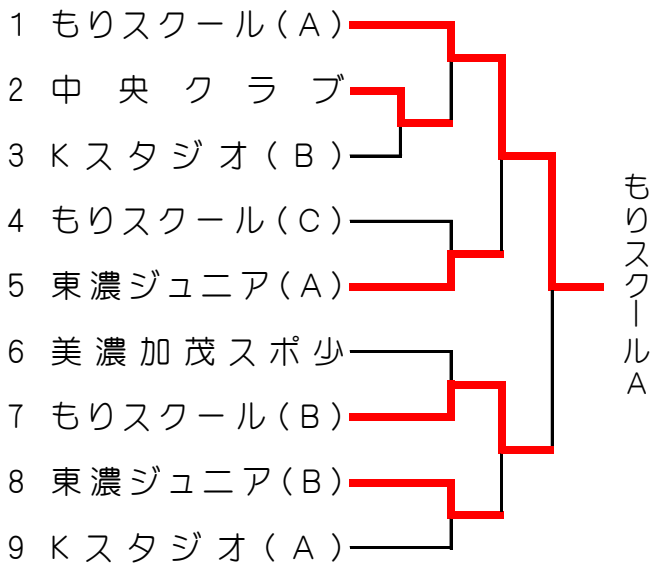 1 もりスクール(A)
2 中央クラブ
3 Kスタジオ(B)
4 もりスクール(C)
5 東濃ジュニア(A)
6 美濃加茂スポ少
7 もりスクール(B)
8 東濃ジュニア(B)
9 Kスタジオ(A)
もりスクールA